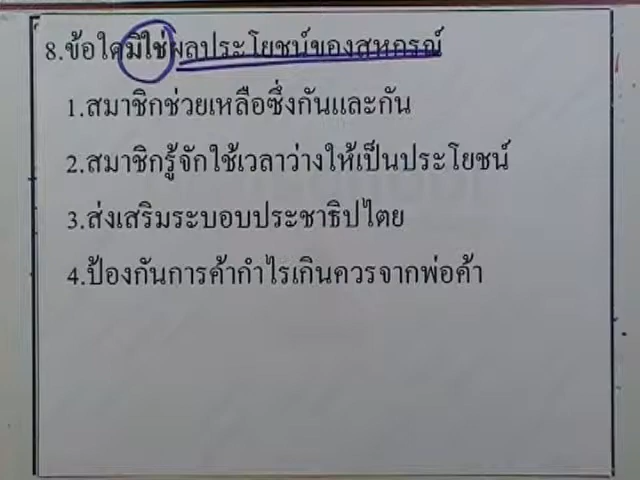 8.ข้อใดมิใช่ผลประโยชน์ของสหกรณ์
1.สมาชิกช่วยเหลือซึ่งกันและกัน
2.สมาชิกรู้จักใช้เวลาว่างให้เป็นประโยชน์
3.ส่งเสริมระบอบประชาธิปไตย
4.ป้องกันการค้ากำไรเกินควรจากพ่อค้า